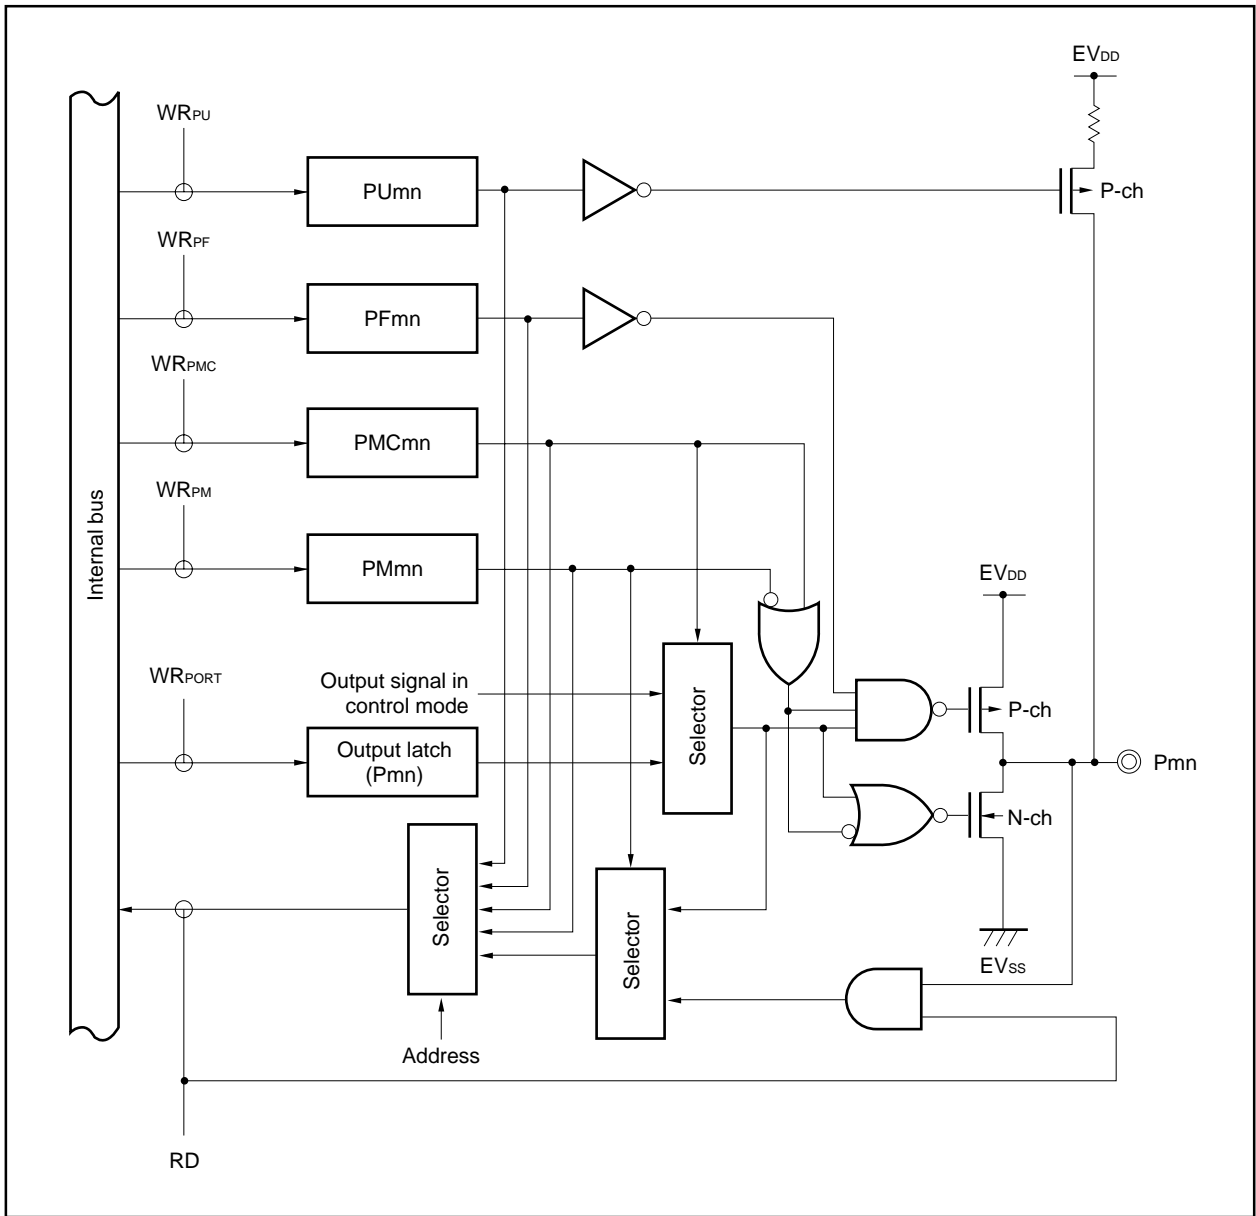 EVDD
WRPU
PUmn
P-ch
WRPF
PFmn
WRPMC
PMCmn
WRPM
PMmn
Internal bus
EVDD
WRPORT
Output signal in
control mode
Selector
P-ch
Output latch
(Pmn)
Pmn
N-ch
Selector
Selector
EVSS
Address
RD